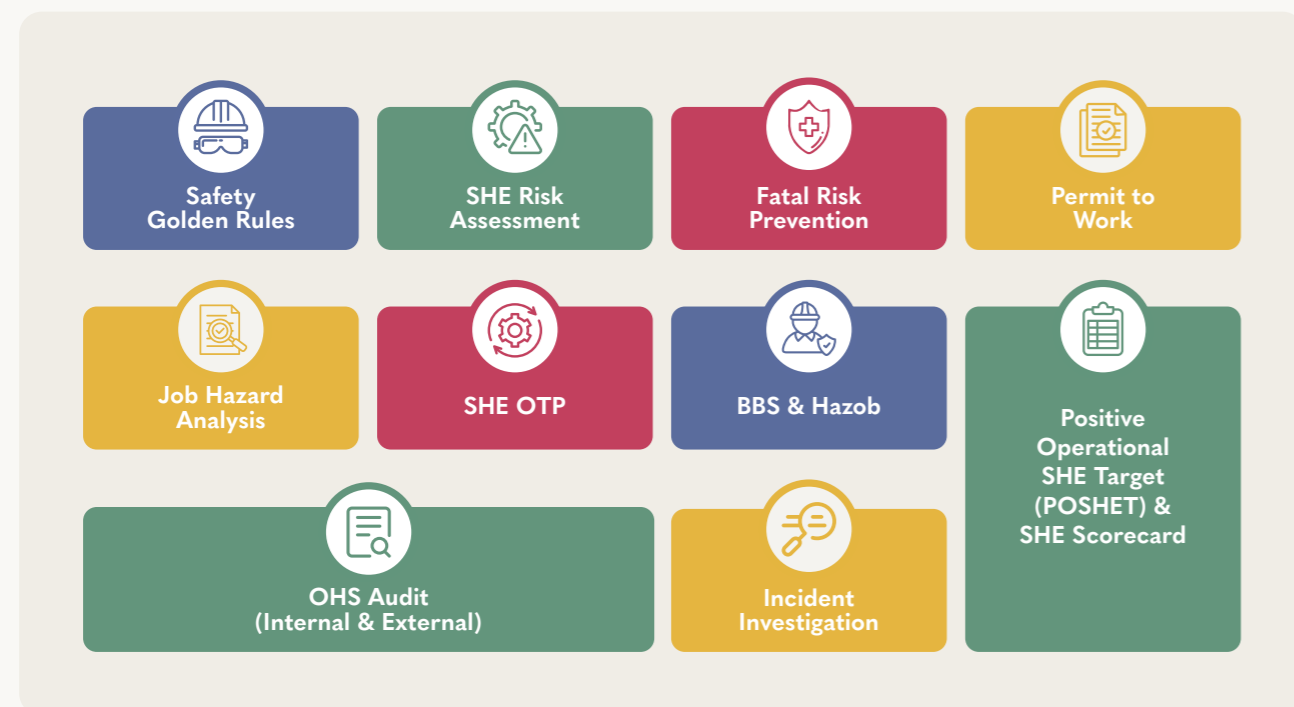 Safety
Golden Rules
SHE Risk
Assessment
Fatal Risk
Prevention
Permit to
Work
Job Hazard
Analysis
SHE OTP
BBS & Hazob
Positive
Operational
SHE Target
(POSHET) &
SHE Scorecard
OHS Audit
(Internal & External)
Incident
Investigation